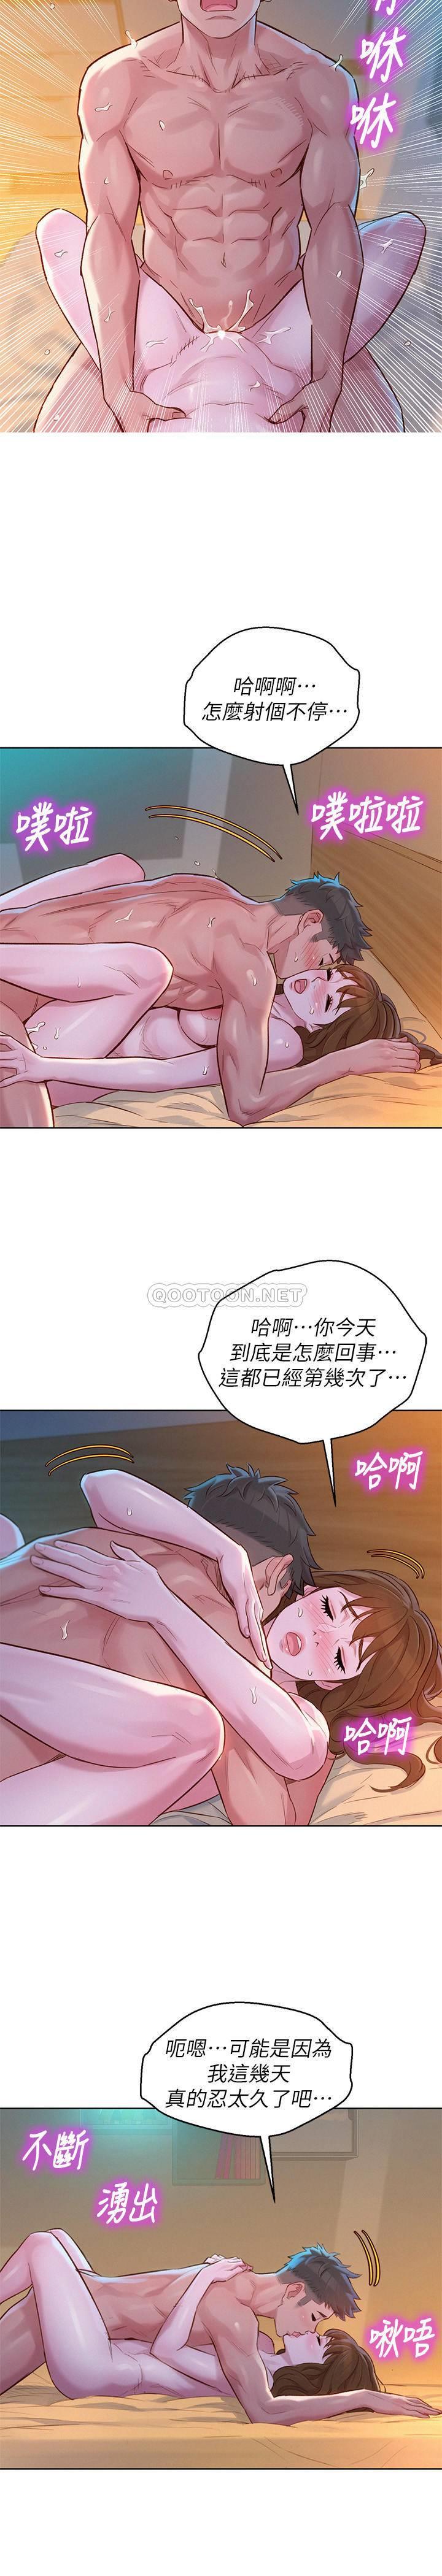 咻
咻
哈啊啊⋯
怎麼射個不停⋯
噗啦
噗啦啦
QOOTOON.NET
哈啊⋯你今天
到底是怎麼回事⋯
這都已經第幾次了⋯
哈啊
哈啊
呃嗯⋯可能是因為
我這幾天
真的忍太久了吧⋯
不斷
湧出
啾唔